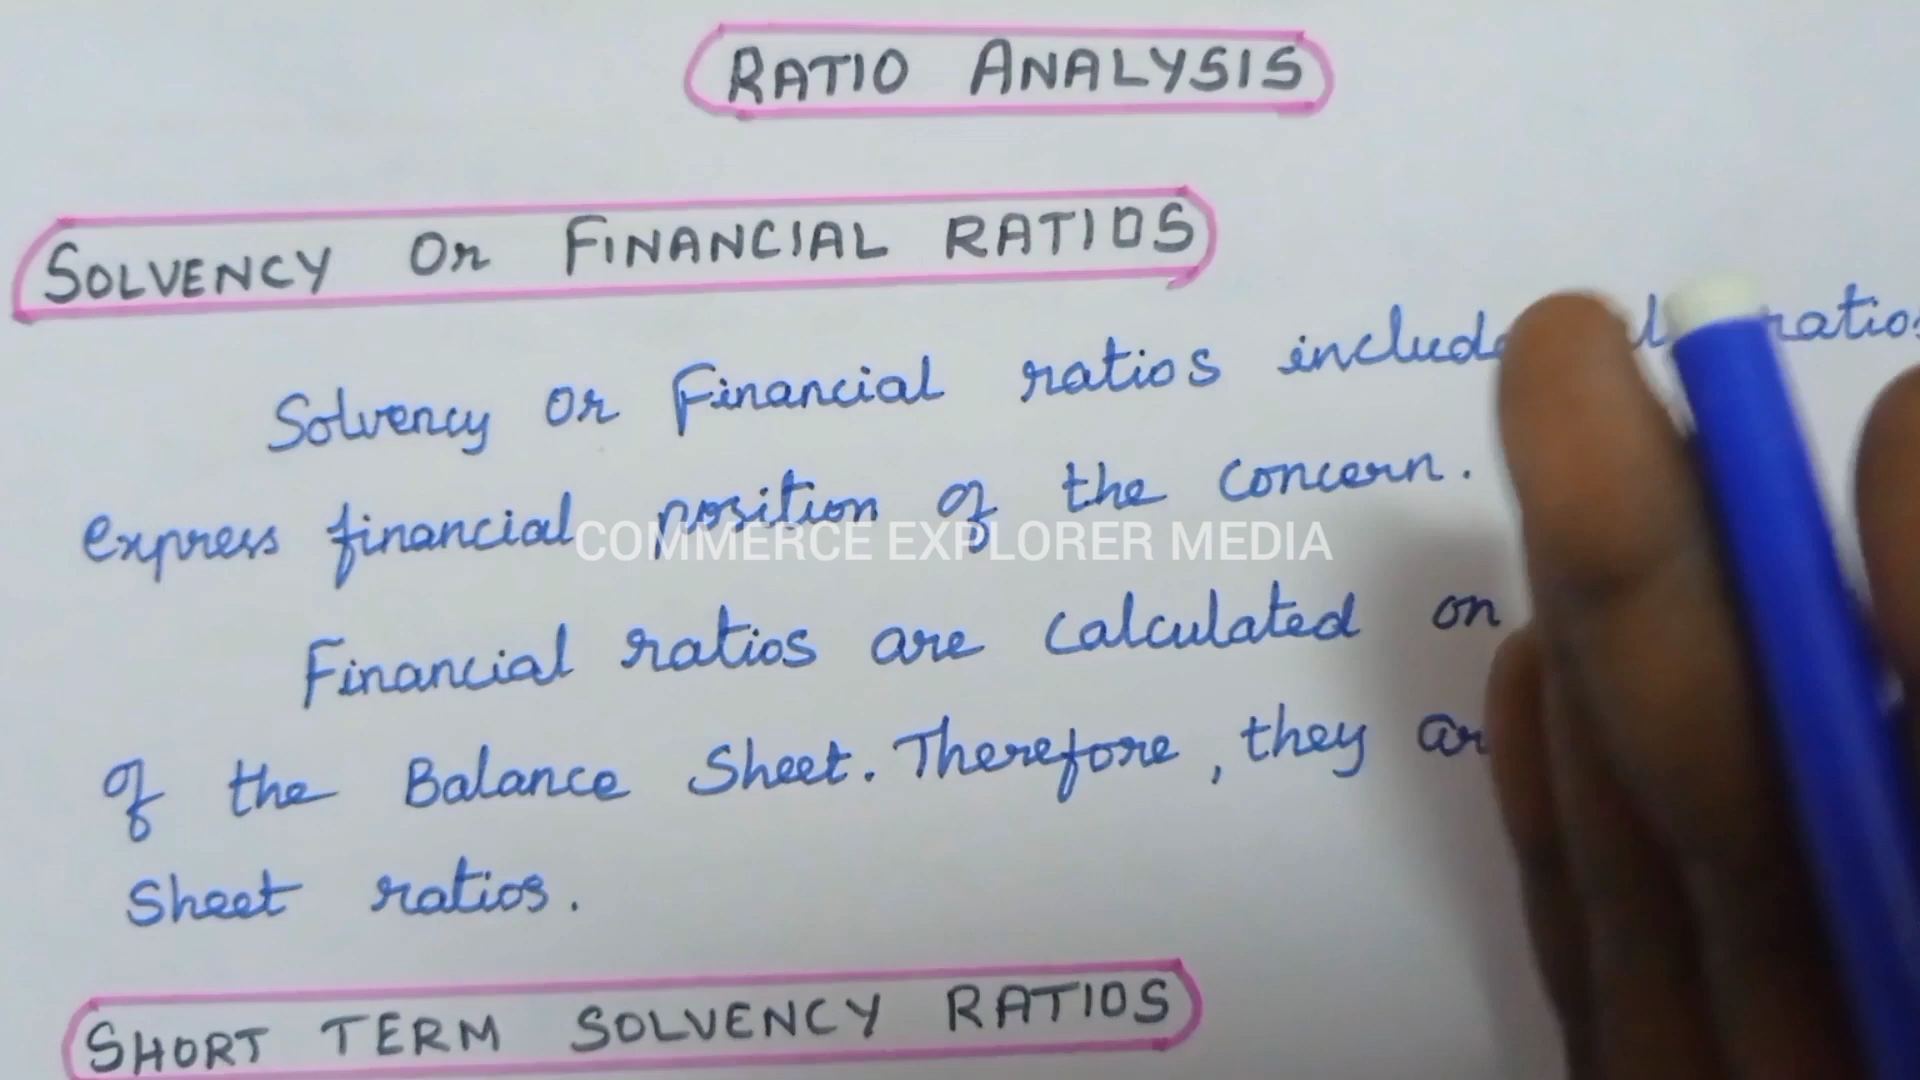 RATIO ANALYSIS
SOLVENCY Or FINANCIAL RATIOS
Solvency or Financial ratios include ratios
express financial position of the concern.
COMMERCE EXPLORER MEDIA
Financial ratios are calculated on
of the Balance Sheet. Therefore, they
Sheet ratios.
SHORT TERM SOLVENCY RATIOS